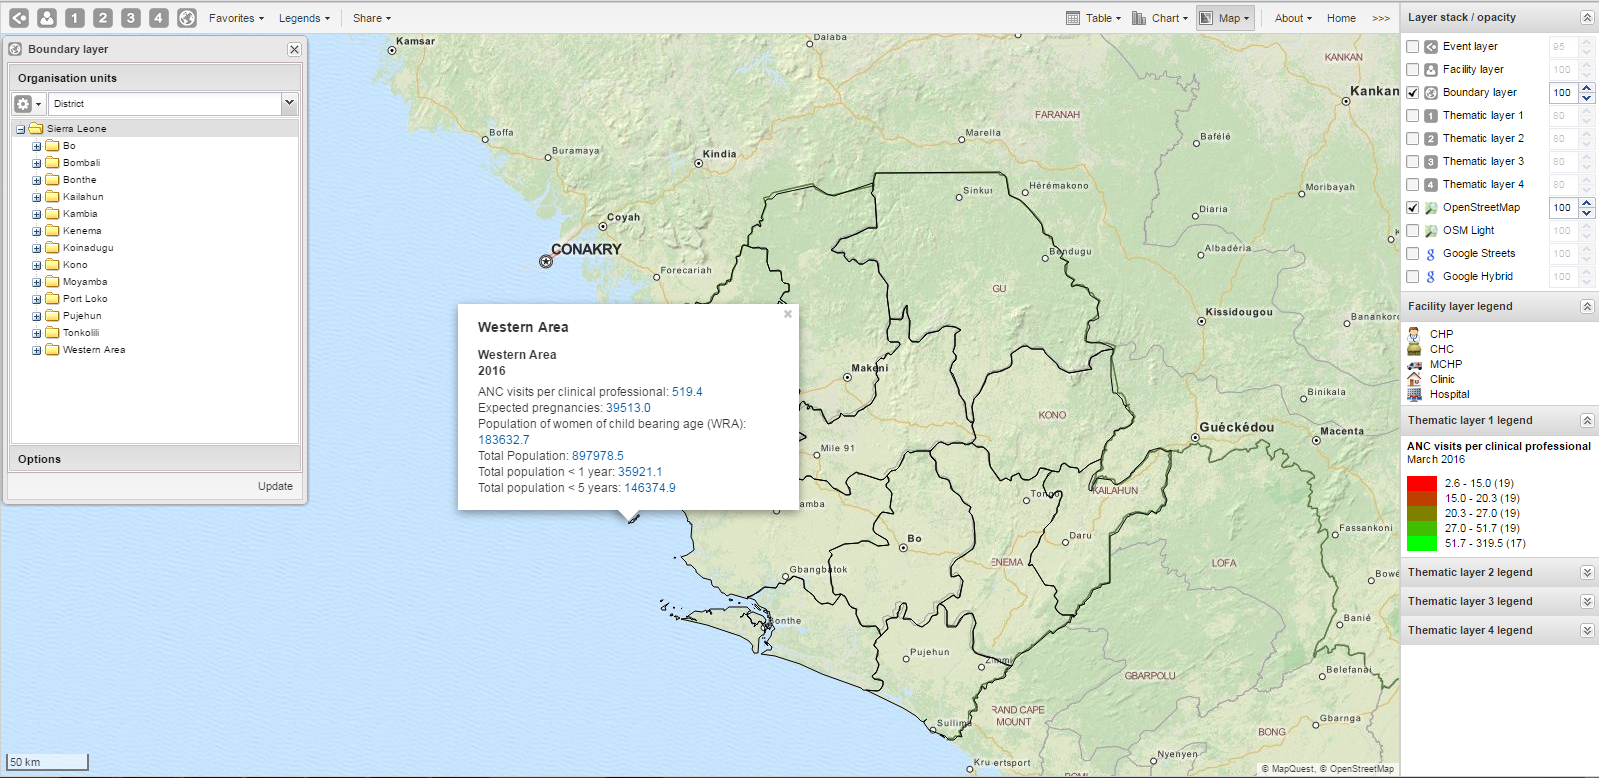 1 2 3 4 Favorites Legends Share Table Chart Map About Home >>>
Boundary layer
Organisation units
District
Sierra Leone
Bo
Bombali
Bonthe
Kailahun
Kambia
Kenema
Koinadugu
Kono
Moyamba
Port Loko
Pujehun
Tonkolili
Western Area
Options
Update
Kamsar
Dalaba
KANKAN
Kankan
FARANAH
Boffa
Marella
Bafélé
Buramaya
Kindia
Sinkui
Hérémakono
Moribayah
Coyah
Diaria
CONAKRY
Bendugu
Albadéria
Forecariah
GU
Kissidougou
Banankoro
Makeni
Binikala
KONO
Guéckédou
Macenta
Mile 91
KAILAHUN
Tongo
amba
Fassankoni
Bo
Daru
ENEMA
LOFA
Gbangbatok
Bowé
Bonthe
Banié
Pujehun
Zimmi
Belefanai
GBARPOLU
RAND CAPE
MOUNT
Gbarnga
Sullima
BONG
Nyenyen
Kru
ertsport
BOMI
50 km
© MapQuest, © OpenStreetMap
Western Area
Western Area
2016
ANC visits per clinical professional: 519.4
Expected pregnancies: 39513.0
Population of women of child bearing age (WRA):
183632.7
Total Population: 897978.5
Total population < 1 year: 35921.1
Total population < 5 years: 146374.9
Layer stack / opacity
Event layer 95
Facility layer 100
Boundary layer 100
1 Thematic layer 1 80
2 Thematic layer 2 80
3 Thematic layer 3 80
4 Thematic layer 4 80
OpenStreetMap 100
OSM Light 100
g Google Streets 100
g Google Hybrid 100
Facility layer legend
CHP
CHC
MCHP
Clinic
Hospital
Thematic layer 1 legend
ANC visits per clinical professional
March 2016
2.6 - 15.0 (19)
15.0 - 20.3 (19)
20.3 - 27.0 (19)
27.0 - 51.7 (19)
51.7 - 319.5 (17)
Thematic layer 2 legend
Thematic layer 3 legend
Thematic layer 4 legend